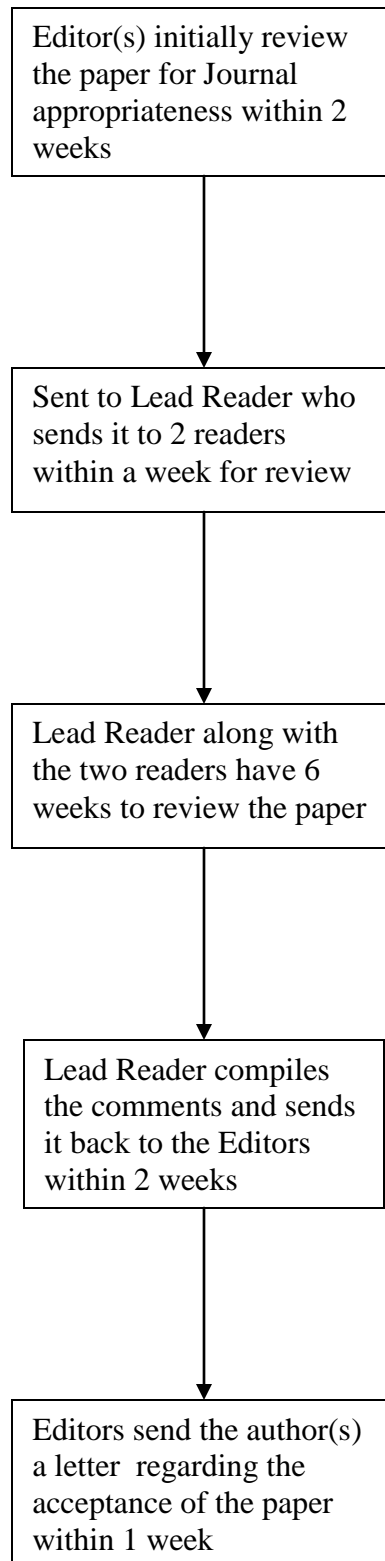 Editor(s) initially review
the paper for Journal
appropriateness within 2
weeks
Sent to Lead Reader who
sends it to 2 readers
within a week for review
Lead Reader along with
the two readers have 6
weeks to review the paper
Lead Reader compiles
the comments and sends
it back to the Editors
within 2 weeks
Editors send the author(s)
a letter  regarding the
acceptance of the paper
within 1 week